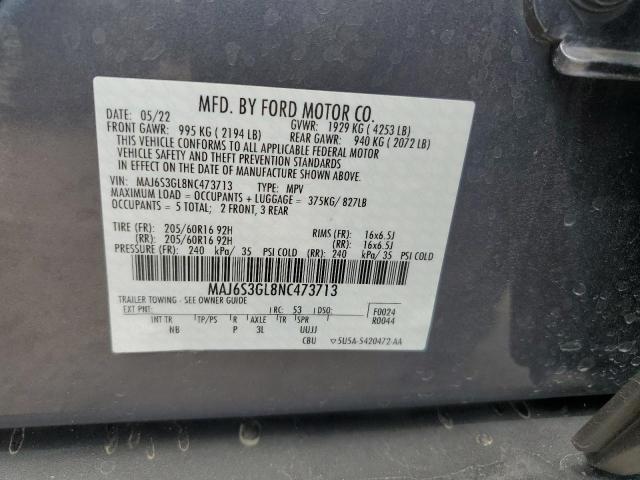 MFD. BY FORD MOTOR CO.
DATE: 05/22 GVWR: 1929 KG ( 4253 LB)
FRONT GAWR: 995 KG ( 2194 LB) REAR GAWR: 940 KG ( 2072 LB)
THIS VEHICLE CONFORMS TO ALL APPLICABLE FEDERAL MOTOR
VEHICLE SAFETY AND THEFT PREVENTION STANDARDS
IN EFFECT ON THE DATE OF MANUFACTURE SHOWN ABOVE.
VIN: MAJ6S3GL8NC473713 TYPE: MPV
MAXIMUM LOAD = OCCUPANTS + LUGGAGE = 375KG/ 827LB
OCCUPANTS = 5 TOTAL; 2 FRONT, 3 REAR
TIRE (FR): 205/60R16 92H RIMS (FR): 16x6.5J
(RR): 205/60R16 92H (RR): 16x6.5J
PRESSURE (FR): 240 kPa/ 35 PSI COLD (RR): 240 kPa/ 35 PSI COLD
MAJ6S3GL8NC473713
TRAILER TOWING - SEE OWNER GUIDE
EXT PNT: RC: 53 DSO: F0024
R0044
INT TR TP/PS R AXLE TR SPR
NB P 3L UUJJ
CBU ▽5U5A-S420472-AA